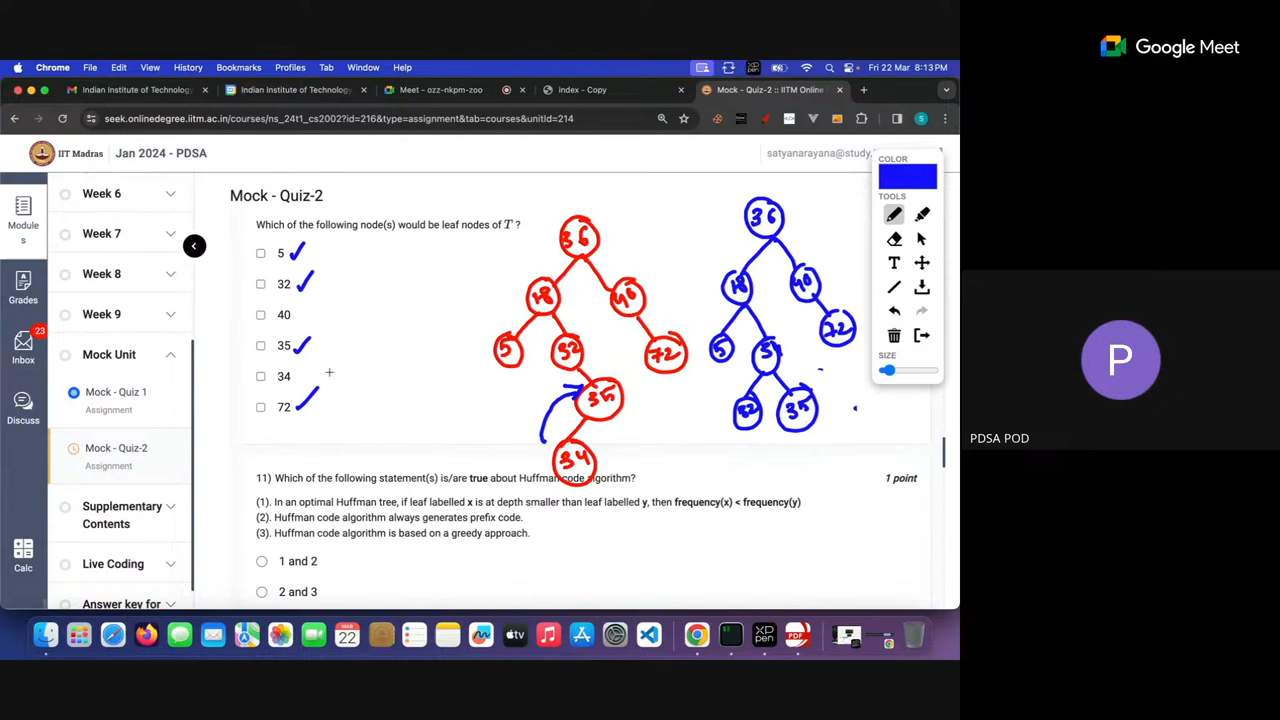 Google Meet
Chrome File Edit View History Bookmarks Profiles Tab Window Help
Fri 22 Mar 8:13 PM
Indian Institute of Technology
Indian Institute of Technology
Meet - ozz-nkpm-zoo
index - Copy
Mock - Quiz-2 :: IITM Online
seek.onlinedegree.iitm.ac.in/courses/ns_24t1_cs2002?id=216&type=assignment&tab=courses&unitId=214
IIT Madras
Jan 2024 - PDSA
satyanarayana@study.
Modules
Grades
23
Inbox
Discuss
Calc
Week 6
Week 7
Week 8
Week 9
Mock Unit
Mock - Quiz 1
Assignment
Mock - Quiz-2
Assignment
Supplementary
Contents
Live Coding
Answer key for
Mock - Quiz-2
Which of the following node(s) would be leaf nodes of T ?
5
32
40
35
34
72
36
18 40
5 32 72
35
34
36
18 40
5 34 72
32 35
COLOR
TOOLS
T
SIZE
11) Which of the following statement(s) is/are true about Huffman code algorithm?
1 point
(1). In an optimal Huffman tree, if leaf labelled x is at depth smaller than leaf labelled y, then frequency(x) < frequency(y)
(2). Huffman code algorithm always generates prefix code.
(3). Huffman code algorithm is based on a greedy approach.
1 and 2
2 and 3
P
PDSA POD
MAR
22
tv
PDF